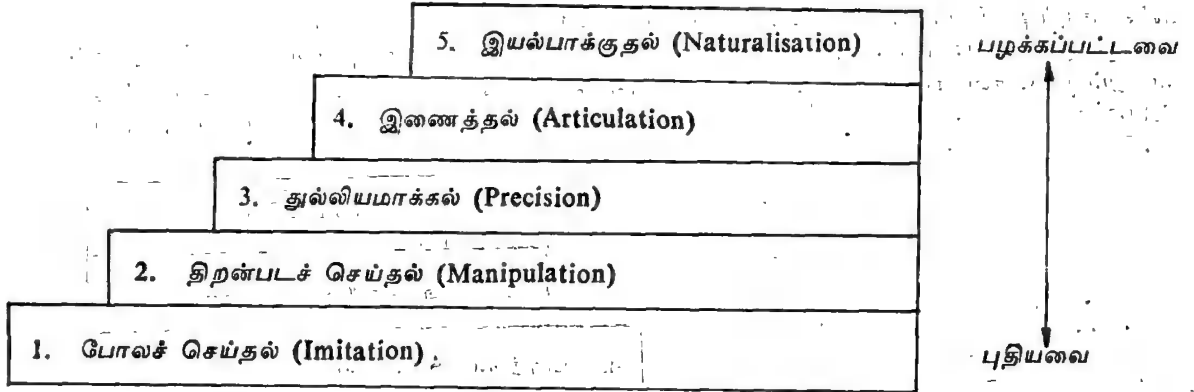 5. இயல்பாக்குதல் (Naturalisation)
பழக்கப்பட்டவை
4. இணைத்தல் (Articulation)
3. துல்லியமாக்கல் (Precision)
2. திறன்படச் செய்தல் (Manipulation)
1. போலச் செய்தல் (Imitation)
புதியவை